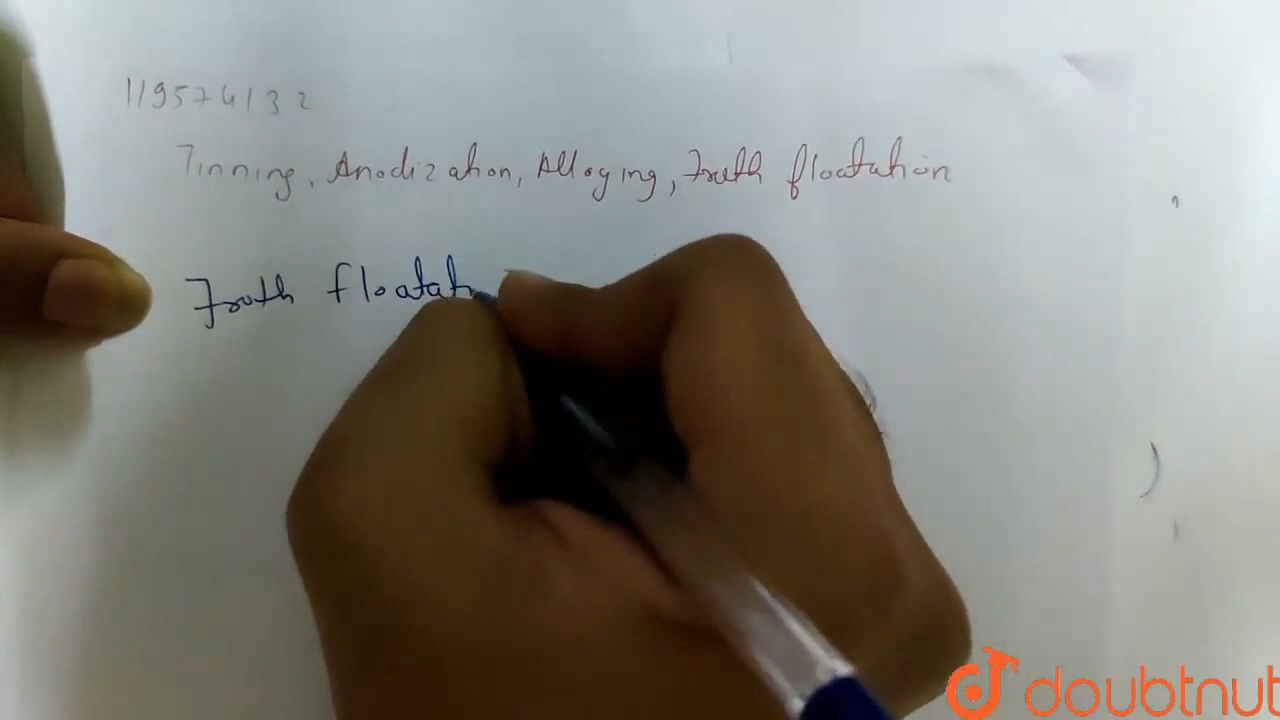 119574132
Tinning, Anodization, Alloying, Froth floatation
Froth floatat
doubtnut